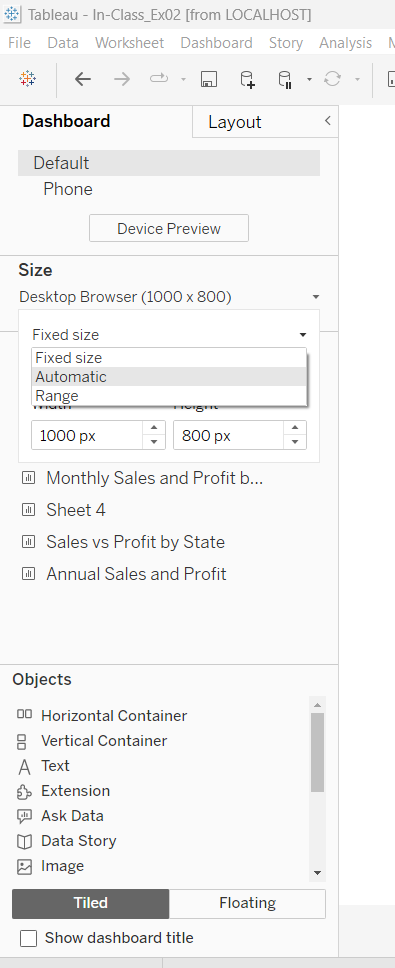 Tableau - In-Class_Ex02 [from LOCALHOST]
File Data Worksheet Dashboard Story Analysis M
Dashboard Layout
Default
Phone
Device Preview
Size
Desktop Browser (1000 x 800)
Fixed size
Fixed size
Automatic
Range
Width Height
1000 px 800 px
Monthly Sales and Profit b...
Sheet 4
Sales vs Profit by State
Annual Sales and Profit
Objects
Horizontal Container
Vertical Container
Text
Extension
Ask Data
Data Story
Image
Tiled Floating
Show dashboard title